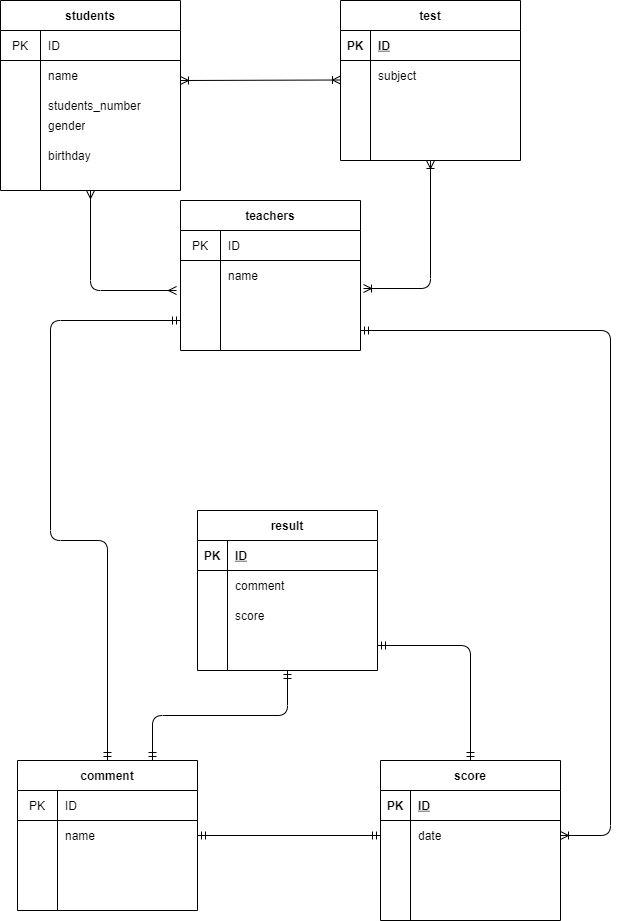 students
PK ID
name
students_number
gender
birthday
test
PK ID
subject
teachers
PK ID
name
result
PK ID
comment
score
comment
PK ID
name
score
PK ID
date